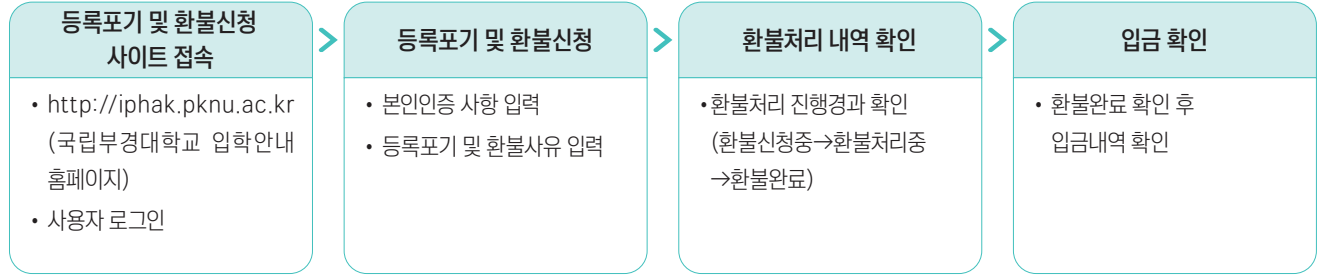 등록포기 및 환불신청
사이트 접속
• http://iphak.pknu.ac.kr
(국립부경대학교 입학안내
홈페이지)
• 사용자 로그인
등록포기 및 환불신청
• 본인인증 사항 입력
• 등록포기 및 환불사유 입력
환불처리 내역 확인
•환불처리 진행경과 확인
(환불신청중→환불처리중
→환불완료)
입금 확인
• 환불완료 확인 후
입금내역 확인